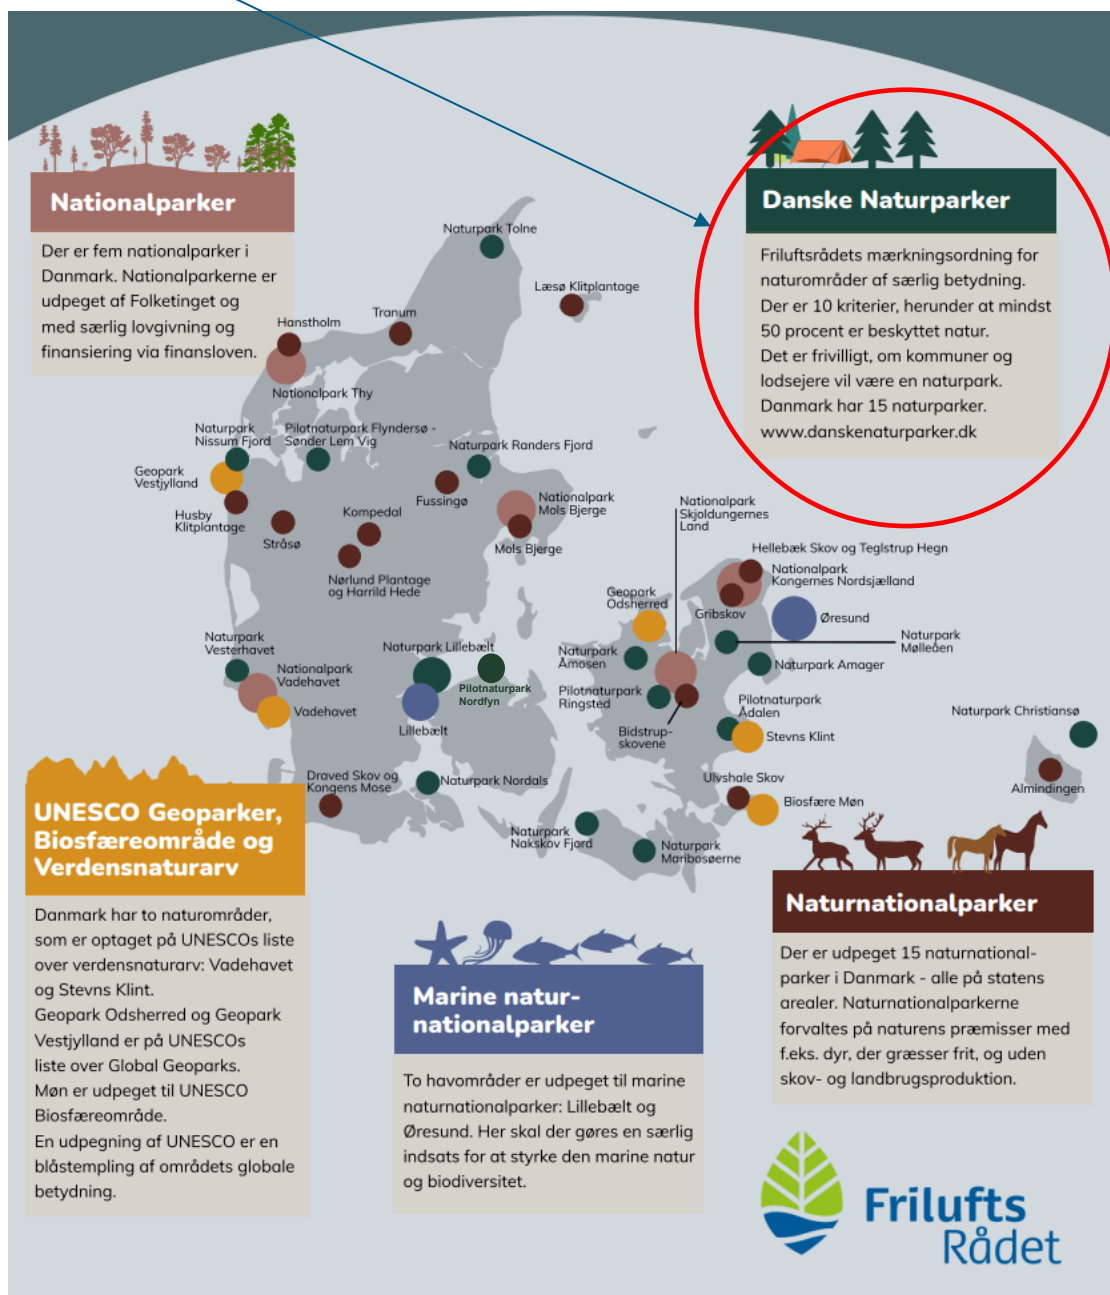 Nationalparker
Der er fem nationalparker i
Danmark. Nationalparkerne er
udpeget af Folketinget og
med særlig lovgivning og
finansiering via finansloven.
Danske Naturparker
Friluftsrådets mærkningsordning for
naturområder af særlig betydning.
Der er 10 kriterier, herunder at mindst
50 procent er beskyttet natur.
Det er frivilligt, om kommuner og
lodsejere vil være en naturpark.
Danmark har 15 naturparker.
www.danskenaturparker.dk
Naturpark Tolne
Læsø Klitplantage
Tranum
Hanstholm
Nationalpark Thy
Naturpark
Nissum Fjord
Pilotnaturpark Flyndersø -
Sønder Lem Vig
Naturpark Randers Fjord
Geopark
Vestjylland
Fussingø
Nationalpark
Mols Bjerge
Husby
Klitplantage
Kompedal
Stråsø
Mols Bjerge
Nørlund Plantage
og Harrild Hede
Nationalpark
Skjoldungernes
Land
Hellebæk Skov og Teglstrup Hegn
Nationalpark
Kongernes Nordsjælland
Geopark
Odsherred
Gribskov
Øresund
Naturpark
Vesterhavet
Naturpark Lillebælt
Naturpark
Åmosen
Naturpark
Mølleåen
Nationalpark
Vadehavet
Pilotnaturpark
Nordfyn
Naturpark Amager
Pilotnaturpark
Ringsted
Vadehavet
Lillebælt
Bidstrup-
skovene
Pilotnaturpark
Ådalen
Stevns Klint
Naturpark Christiansø
Draved Skov og
Kongens Mose
Naturpark Nordals
Ulvshale Skov
Biosfære Møn
Almindingen
Naturpark
Nakskov Fjord
Naturpark
Maribosøerne
UNESCO Geoparker,
Biosfæreområde og
Verdensnaturarv
Danmark har to naturområder,
som er optaget på UNESCOs liste
over verdensnaturarv: Vadehavet
og Stevns Klint.
Geopark Odsherred og Geopark
Vestjylland er på UNESCOs
liste over Global Geoparks.
Møn er udpeget til UNESCO
Biosfæreområde.
En udpegning af UNESCO er en
blåstempling af områdets globale
betydning.
Marine natur-
nationalparker
To havområder er udpeget til marine
naturnationalparker: Lillebælt og
Øresund. Her skal der gøres en særlig
indsats for at styrke den marine natur
og biodiversitet.
Naturnationalparker
Der er udpeget 15 naturnational-
parker i Danmark - alle på statens
arealer. Naturnationalparkerne
forvaltes på naturens præmisser med
f.eks. dyr, der græsser frit, og uden
skov- og landbrugsproduktion.
Frilufts
Rådet